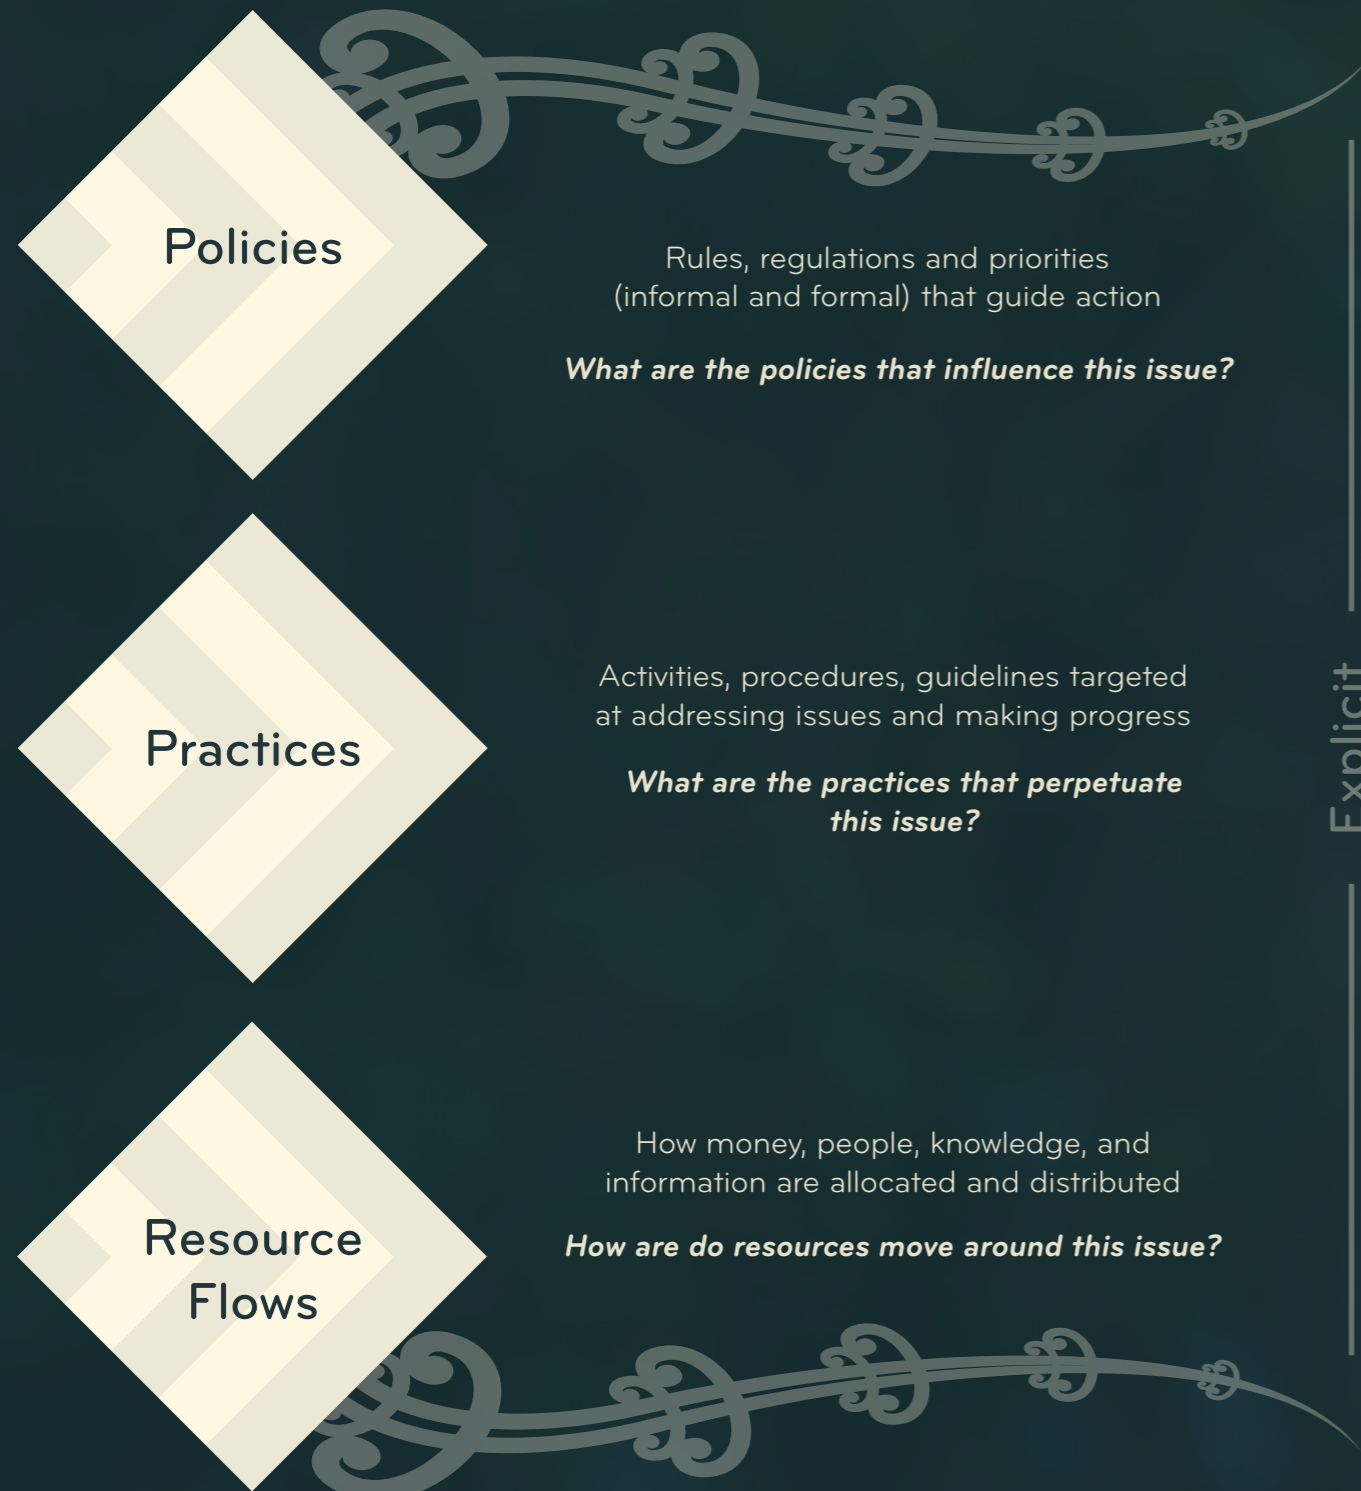 Policies
Rules, regulations and priorities
(informal and formal) that guide action
What are the policies that influence this issue?
Practices
Activities, procedures, guidelines targeted
at addressing issues and making progress
What are the practices that perpetuate
this issue?
Resource
Flows
How money, people, knowledge, and
information are allocated and distributed
How are do resources move around this issue?
Explicit